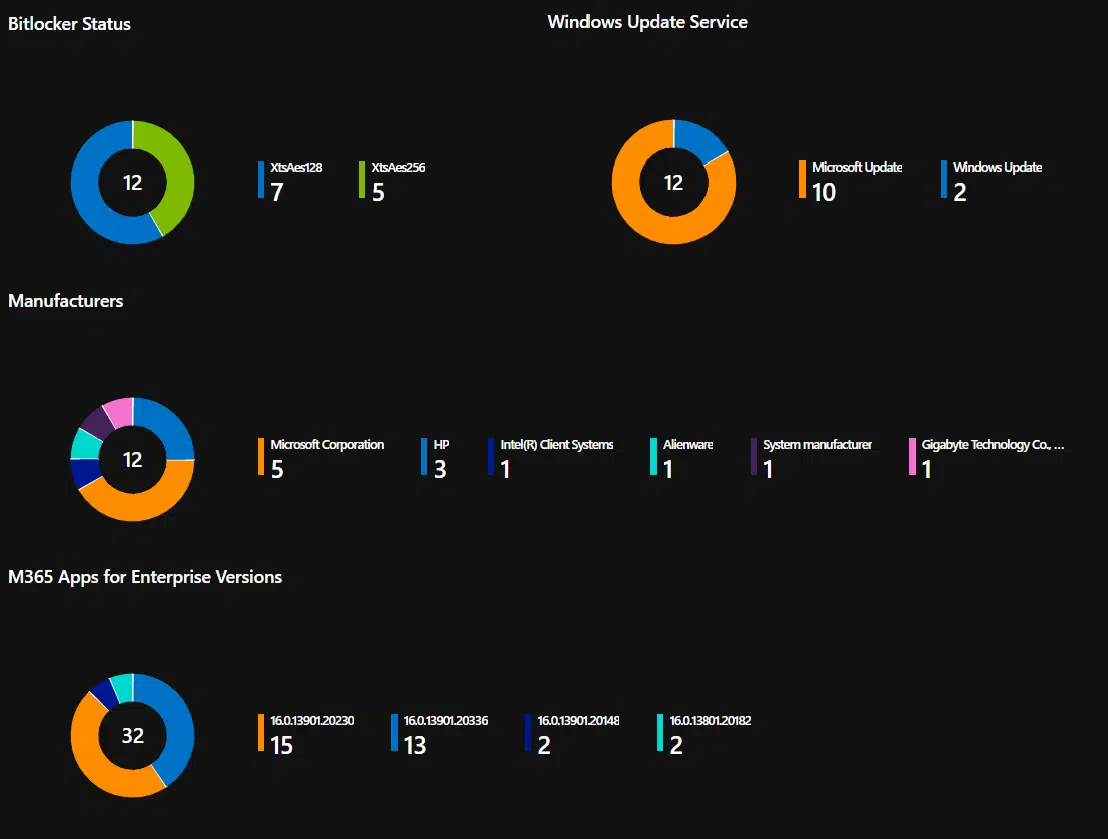 Bitlocker Status
12
XtsAes128
7
XtsAes256
5
Windows Update Service
12
Microsoft Update
10
Windows Update
2
Manufacturers
12
Microsoft Corporation
5
HP
3
Intel(R) Client Systems
1
Alienware
1
System manufacturer
1
Gigabyte Technology Co., ...
1
M365 Apps for Enterprise Versions
32
16.0.13901.20230
15
16.0.13901.20336
13
16.0.13901.20148
2
16.0.13801.20182
2